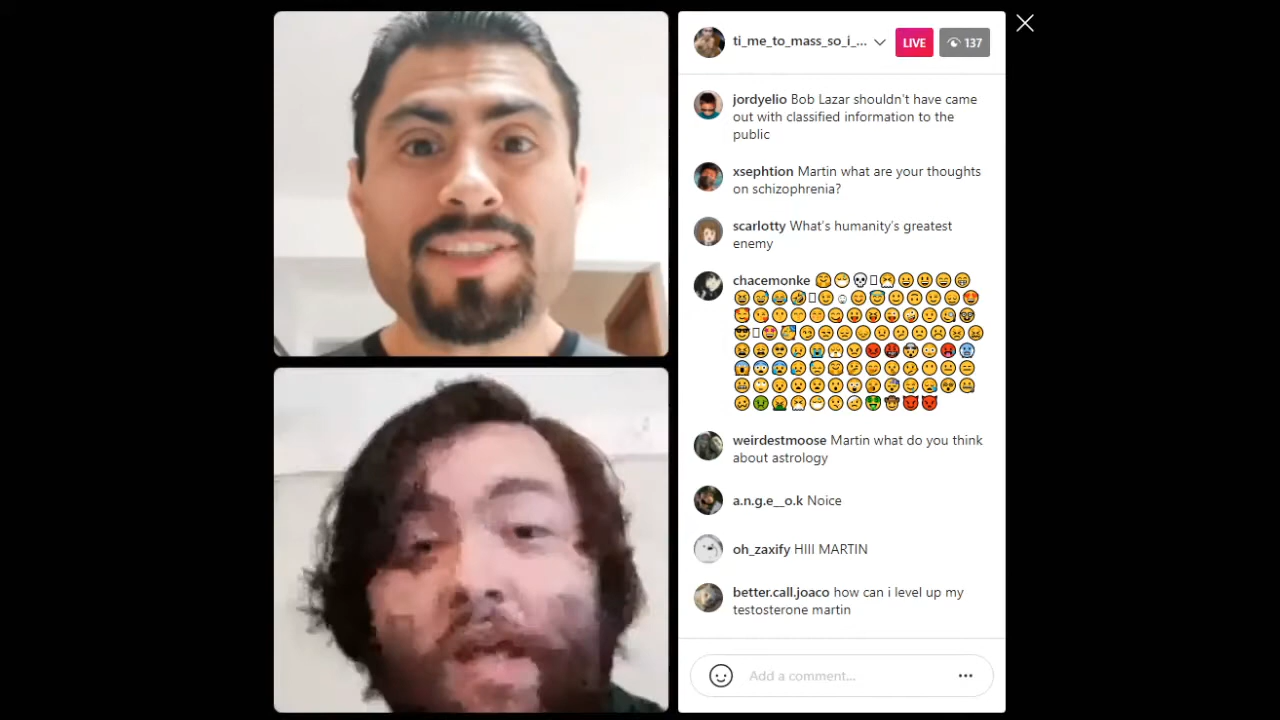 ti_me_to_mass_so_i_...
LIVE
137
jordyelio Bob Lazar shouldn't have came
out with classified information to the
public
xsephtion Martin what are your thoughts
on schizophrenia?
scarlotty What's humanity's greatest
enemy
chacemonke
weirdestmoose Martin what do you think
about astrology
a.n.g.e__o.k Noice
oh_zaxify HIII MARTIN
better.call.joaco how can i level up my
testosterone martin
Add a comment...